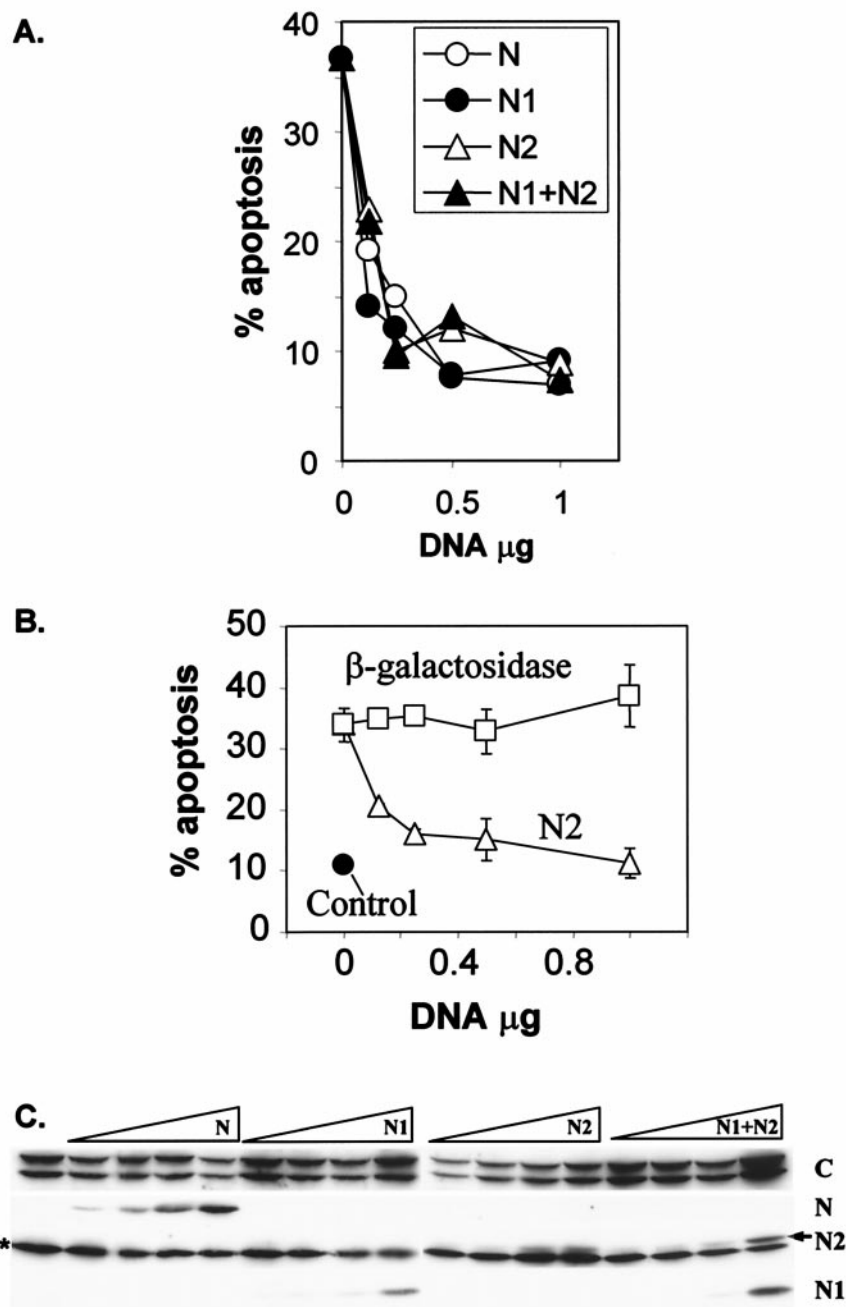 A.
40
30
20
10
0
% apoptosis
N
N1
N2
N1+N2
0 0.5 1
DNA µg
B.
50
40
30
20
10
0
% apoptosis
β-galactosidase
N2
Control
0 0.4 0.8
DNA µg
C.
N N1 N2 N1+N2
C
N
* N2
N1